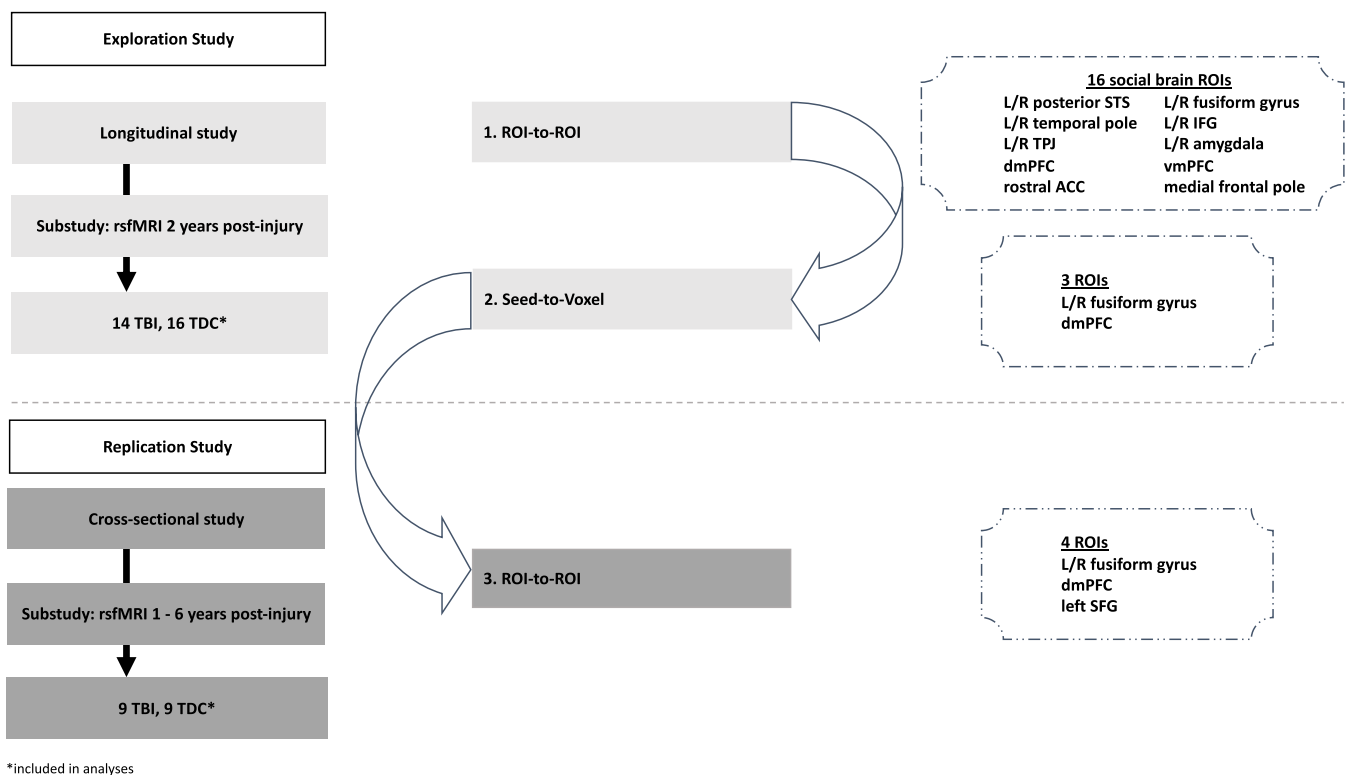 Exploration Study
Longitudinal study
Substudy: rsfMRI 2 years post-injury
14 TBI, 16 TDC*
1. ROI-to-ROI
2. Seed-to-Voxel
16 social brain ROIs
L/R posterior STS L/R fusiform gyrus
L/R temporal pole L/R IFG
L/R TPJ L/R amygdala
dmPFC vmPFC
rostral ACC medial frontal pole
3 ROIs
L/R fusiform gyrus
dmPFC
Replication Study
Cross-sectional study
Substudy: rsfMRI 1 - 6 years post-injury
9 TBI, 9 TDC*
3. ROI-to-ROI
4 ROIs
L/R fusiform gyrus
dmPFC
left SFG
*included in analyses